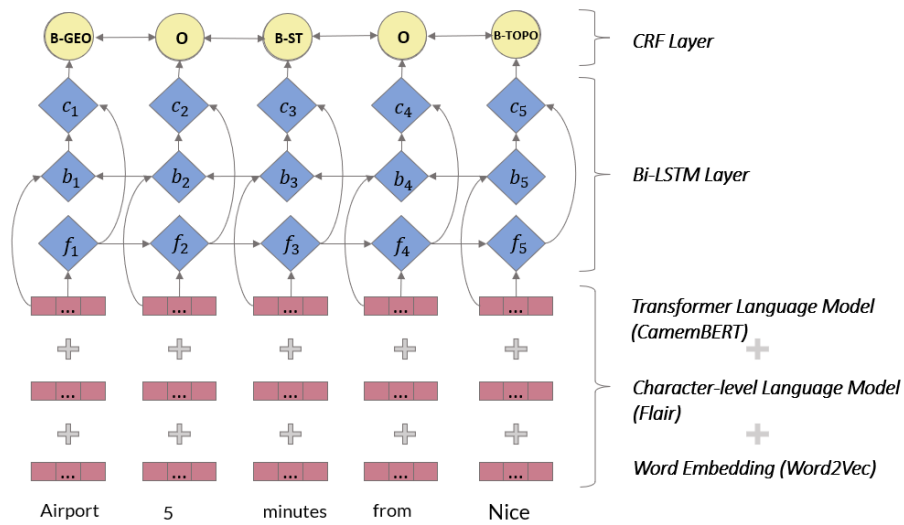 B-GEO O B-ST O B-TOPO
CRF Layer
c1 c2 c3 c4 c5
b1 b2 b3 b4 b5
Bi-LSTM Layer
f1 f2 f3 f4 f5
... ... ... ... ...
Transformer Language Model
(CamemBERT)
+ + + + + +
... ... ... ... ...
Character-level Language Model
(Flair)
+ + + + + +
... ... ... ... ...
Word Embedding (Word2Vec)
Airport 5 minutes from Nice